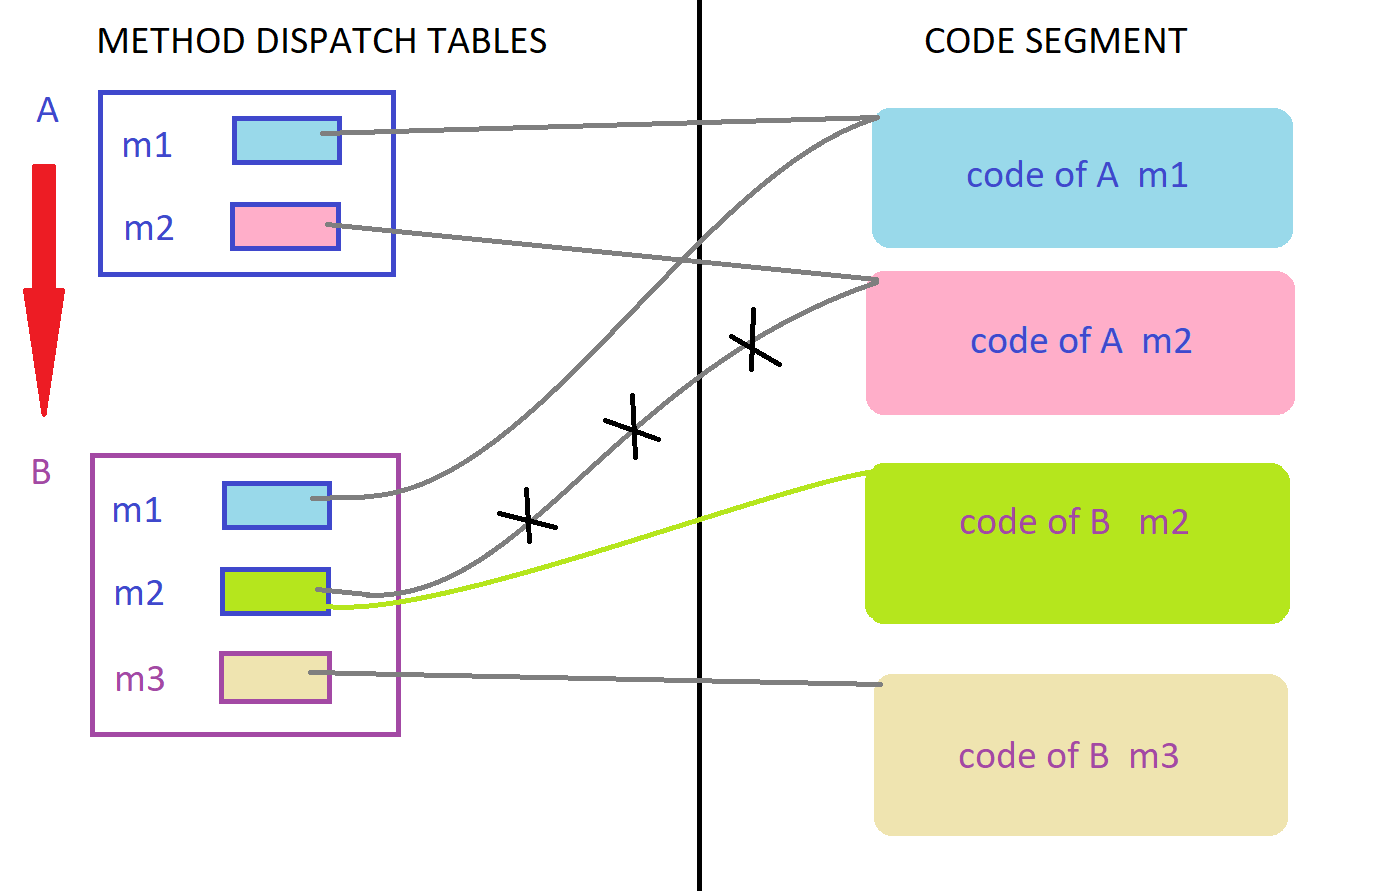 METHOD DISPATCH TABLES
CODE SEGMENT
A
m1
m2
B
m1
m2
m3
code of A m1
code of A m2
code of B m2
code of B m3